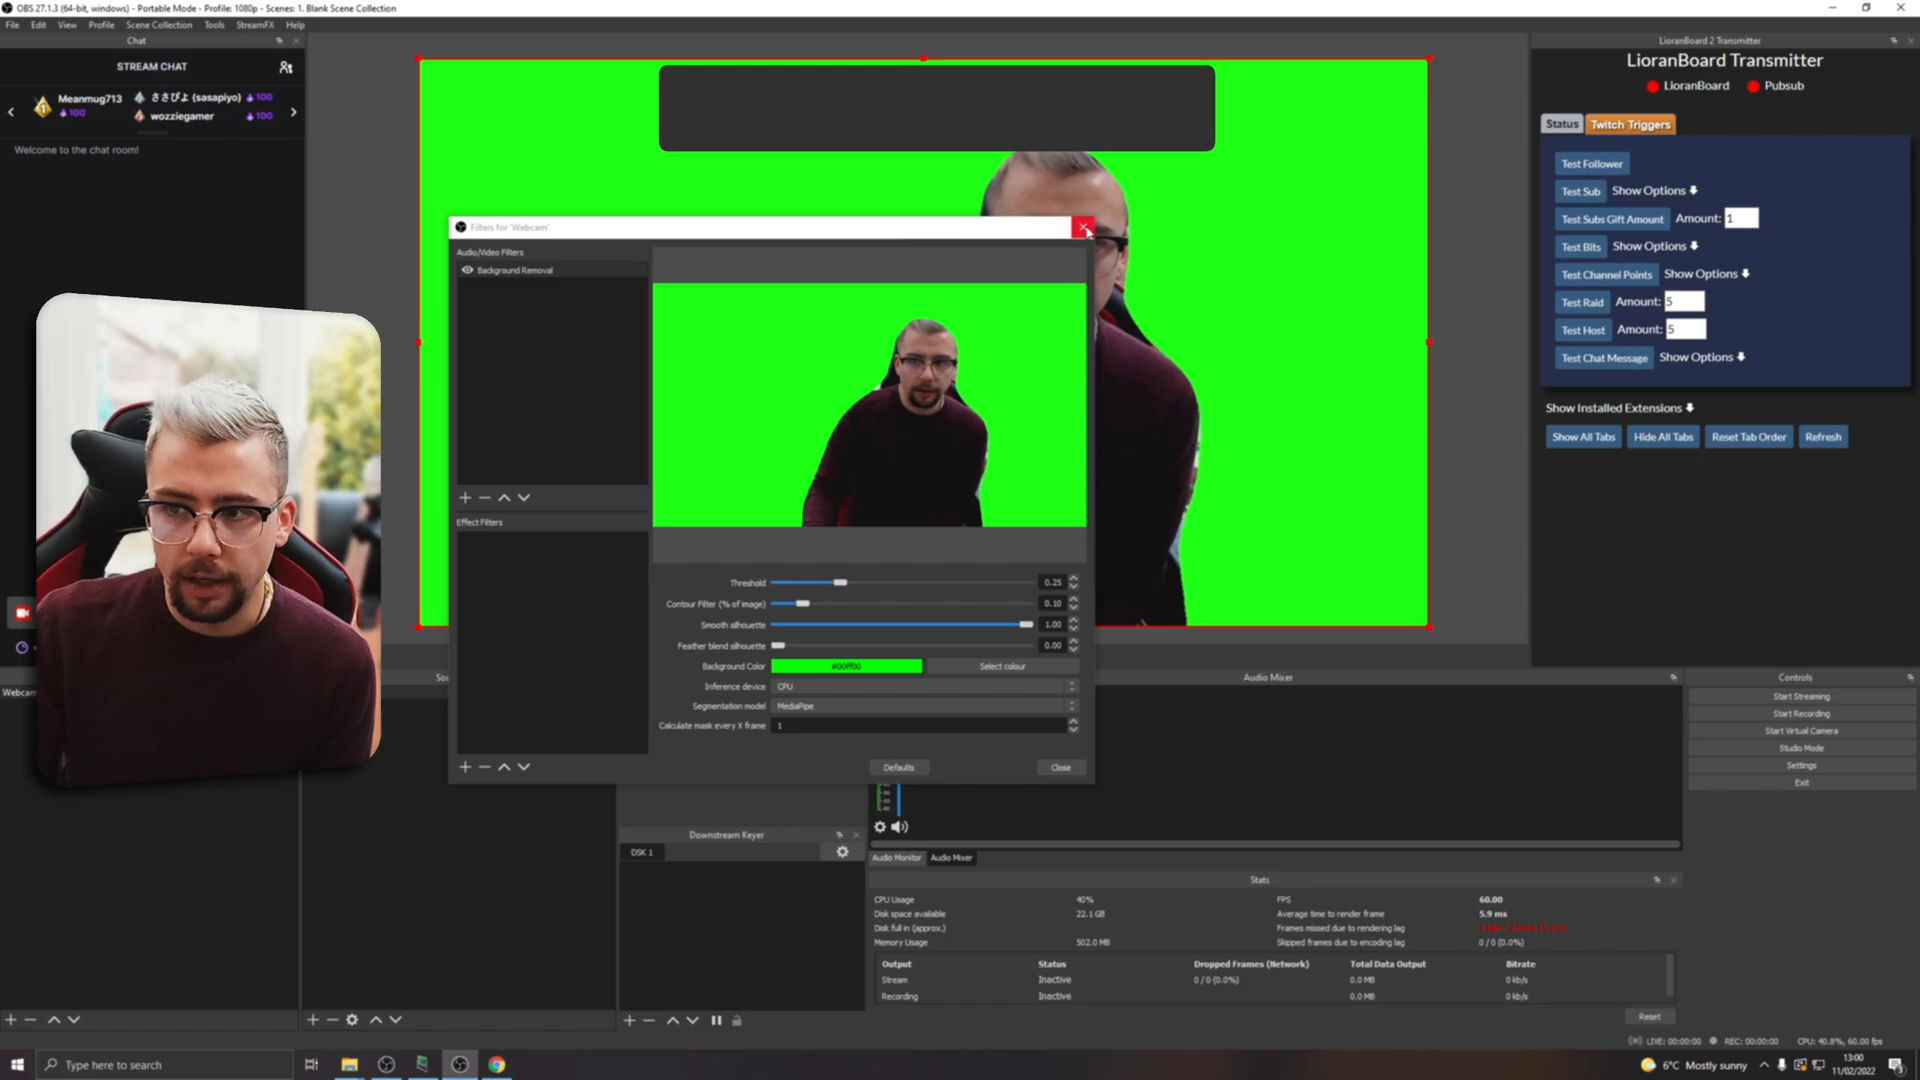 OBS 27.1.3 (64-bit, windows) - Portable Mode - Profile: 1080p - Scenes: 1. Blank Scene Collection
File Edit View Profile Scene Collection Tools StreamFX Help
Chat
STREAM CHAT
Meanmug713
100
ささぴよ (sasapiyo) 100
wozziegamer 100
Welcome to the chat room!
Filters for 'Webcam'
Audio/Video Filters
Background Removal
Effect Filters
Threshold 0.25
Contour Filter (% of image) 0.10
Smooth silhouette 1.00
Feather blend silhouette 0.00
Background Color #00ff00 Select colour
Inference device CPU
Segmentation model MediaPipe
Calculate mask every X frame 1
Defaults Close
LioranBoard 2 Transmitter
LioranBoard Transmitter
LioranBoard Pubsub
Status Twitch Triggers
Test Follower
Test Sub Show Options
Test Subs Gift Amount Amount: 1
Test Bits Show Options
Test Channel Points Show Options
Test Raid Amount: 5
Test Host Amount: 5
Test Chat Message Show Options
Show Installed Extensions
Show All Tabs Hide All Tabs Reset Tab Order Refresh
Sou
Webcam
Audio Mixer
Controls
Start Streaming
Start Recording
Start Virtual Camera
Studio Mode
Settings
Exit
Downstream Keyer
DSK 1
Audio Monitor Audio Mixer
Stats
CPU Usage 40% FPS 60.00
Disk space available 22.1 GB Average time to render frame 5.9 ms
Disk full in (approx.) Frames missed due to rendering lag
Memory Usage 502.0 MB Skipped frames due to encoding lag 0 / 0 (0.0%)
Output Status Dropped Frames (Network) Total Data Output Bitrate
Stream Inactive 0 / 0 (0.0%) 0.0 MB 0 kb/s
Recording Inactive 0.0 MB 0 kb/s
Reset
LIVE: 00:00:00 REC: 00:00:00 CPU: 40.8%, 60.00 fps
Type here to search
6°C Mostly sunny
13:00
11/02/2022